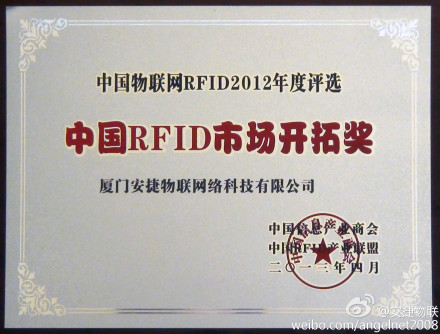 中国物联网RFID2012年度评选
中国RFID市场开拓奖
厦门安捷物联网络科技有限公司
中国信息产业商会
中国RFID产业联盟
二〇一三年四月
@安捷物联
weibo.com/angelnet2008